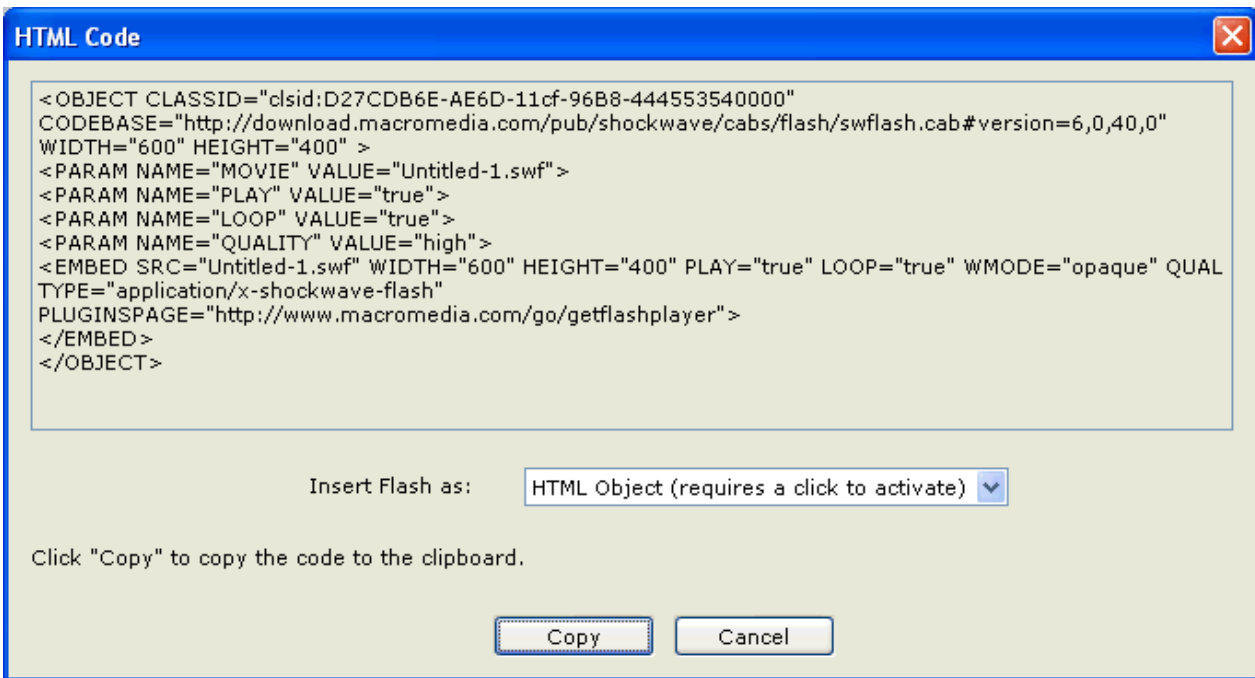 HTML Code
<OBJECT CLASSID="clsid:D27CDB6E-AE6D-11cf-96B8-444553540000"
CODEBASE="http://download.macromedia.com/pub/shockwave/cabs/flash/swflash.cab#version=6,0,40,0"
WIDTH="600" HEIGHT="400" >
<PARAM NAME="MOVIE" VALUE="Untitled-1.swf">
<PARAM NAME="PLAY" VALUE="true">
<PARAM NAME="LOOP" VALUE="true">
<PARAM NAME="QUALITY" VALUE="high">
<EMBED SRC="Untitled-1.swf" WIDTH="600" HEIGHT="400" PLAY="true" LOOP="true" WMODE="opaque" QUAL
TYPE="application/x-shockwave-flash"
PLUGINSPAGE="http://www.macromedia.com/go/getflashplayer">
</EMBED>
</OBJECT>
Insert Flash as: HTML Object (requires a click to activate)
Click "Copy" to copy the code to the clipboard.
Copy Cancel